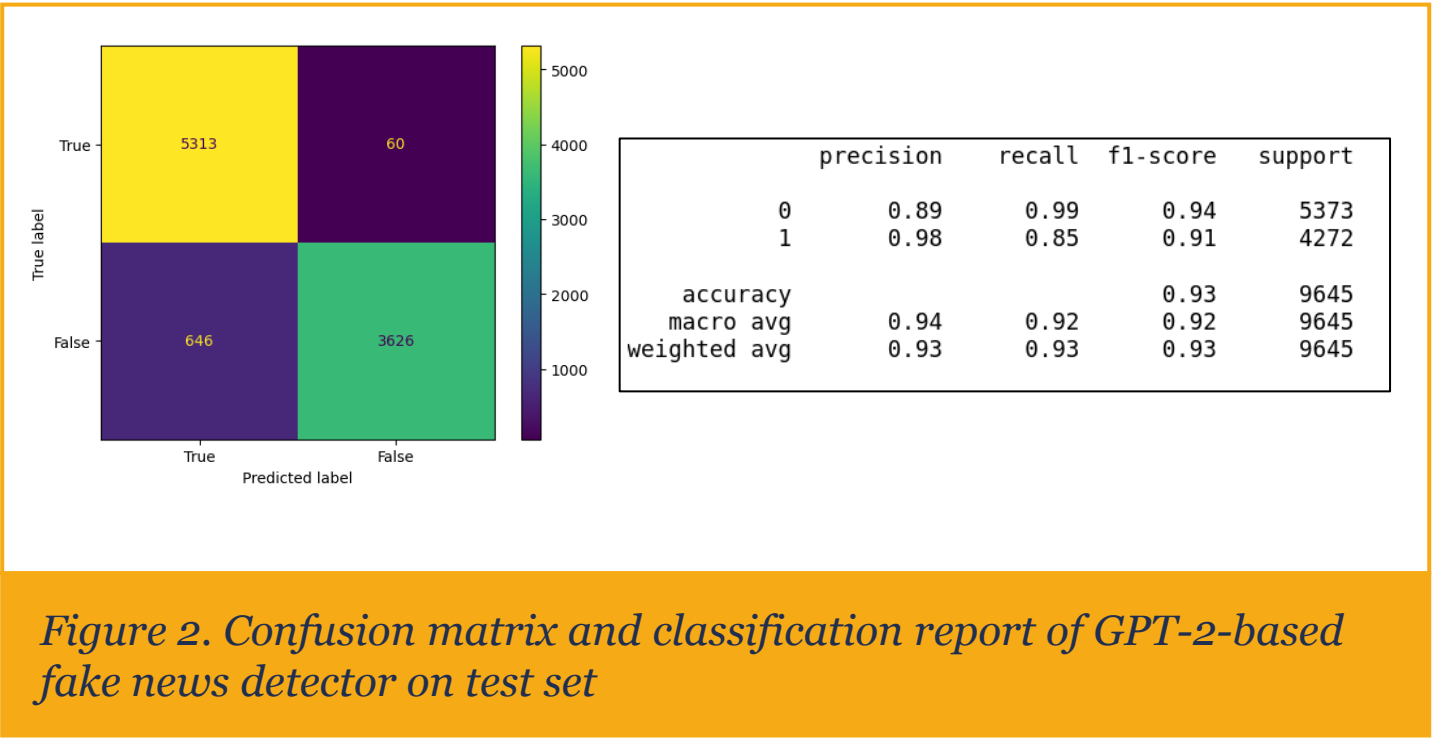 True
5313
60
False
646
3626
True label
True
False
Predicted label
5000
4000
3000
2000
1000
precision recall f1-score support
0 0.89 0.99 0.94 5373
1 0.98 0.85 0.91 4272
accuracy 0.93 9645
macro avg 0.94 0.92 0.92 9645
weighted avg 0.93 0.93 0.93 9645
Figure 2. Confusion matrix and classification report of GPT-2-based
fake news detector on test set